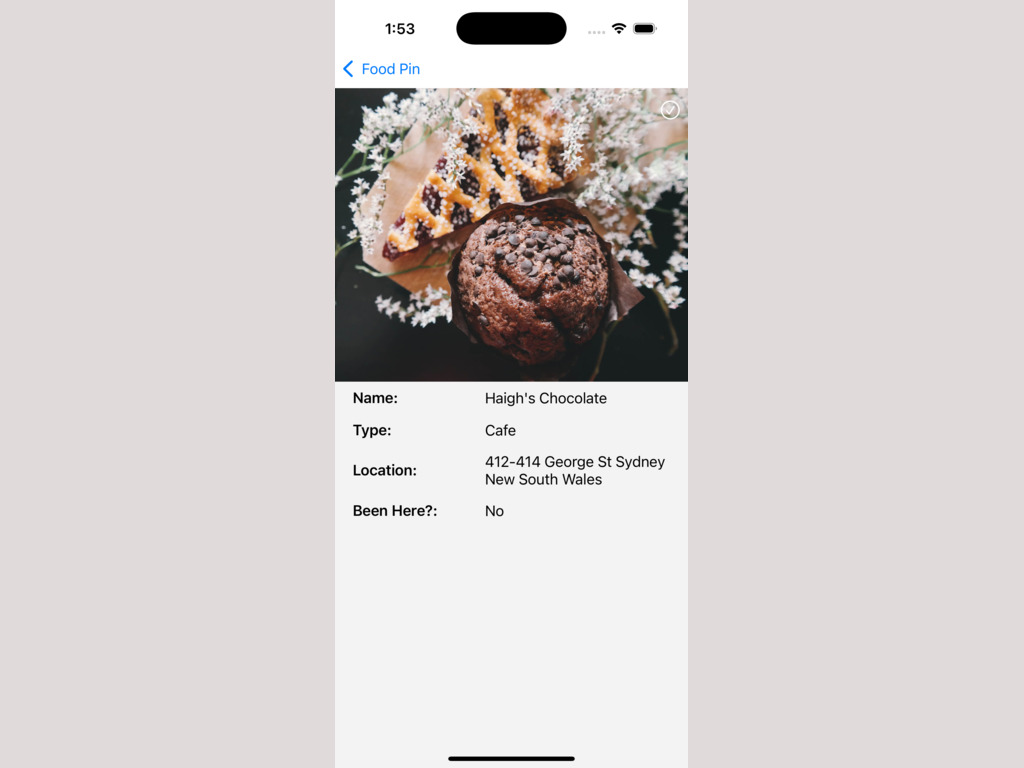 1:53
Food Pin
Name: Haigh's Chocolate
Type: Cafe
Location: 412-414 George St Sydney
New South Wales
Been Here?: No